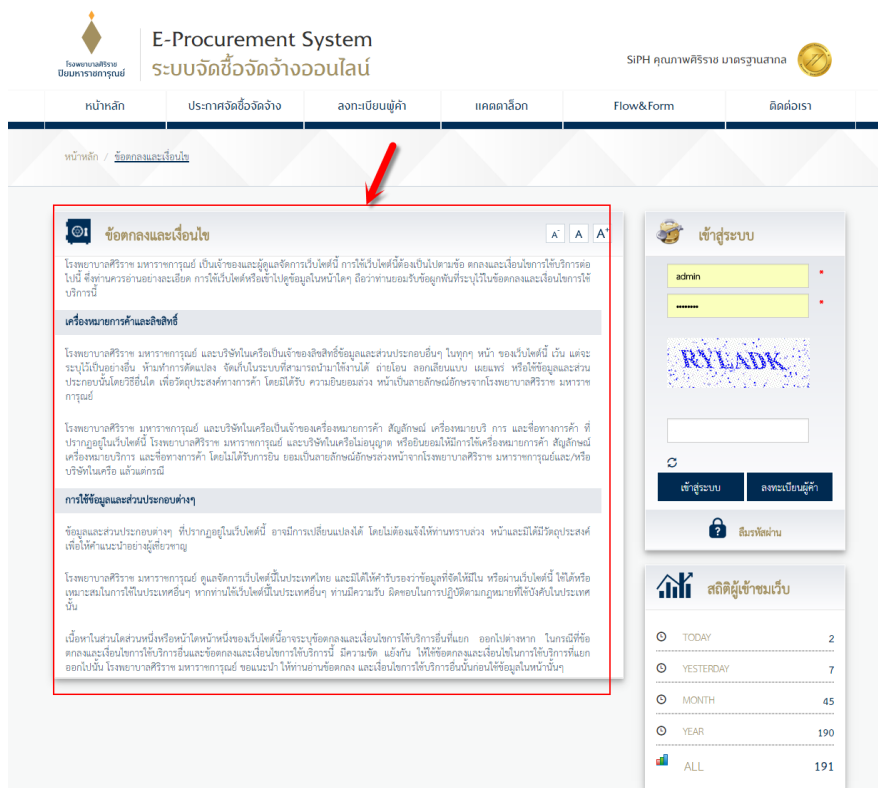 E-Procurement System
ระบบจัดซื้อจัดจ้างออนไลน์
โรงพยาบาลศิริราช
ปิยมหาราชการุณย์
SiPH คุณภาพศิริราช มาตรฐานสากล
หน้าหลัก ประกาศจัดซื้อจัดจ้าง ลงทะเบียนผู้ค้า แคตตาล็อก Flow&Form ติดต่อเรา
หน้าหลัก / ข้อตกลงและเงื่อนไข
ข้อตกลงและเงื่อนไข
A- A A+
โรงพยาบาลศิริราช มหาราชการุณย์ เป็นเจ้าของและผู้ดูแลจัดการเว็บไซต์นี้ การใช้เว็บไซต์นี้ต้องเป็นไปตามข้อ ตกลงและเงื่อนไขการใช้บริการต่อ
ไปนี้ ซึ่งท่านควรอ่านอย่างละเอียด การใช้เว็บไซต์หรือเข้าไปดูข้อมูลในหน้าใดๆ ถือว่าท่านยอมรับข้อผูกพันที่ระบุไว้ในข้อตกลงและเงื่อนไขการใช้
บริการนี้
เครื่องหมายการค้าและลิขสิทธิ์
โรงพยาบาลศิริราช มหาราชการุณย์ และบริษัทในเครือเป็นเจ้าของลิขสิทธิ์ข้อมูลและส่วนประกอบอื่นๆ ในทุกๆ หน้า ของเว็บไซต์นี้ เว้น แต่จะ
ระบุไว้เป็นอย่างอื่น ห้ามทำการดัดแปลง จัดเก็บในระบบที่สามารถนำมาใช้งานได้ ถ่ายโอน ลอกเลียนแบบ เผยแพร่ หรือใช้ข้อมูลและส่วน
ประกอบนั้นโดยวิธีอื่นใด เพื่อวัตถุประสงค์ทางการค้า โดยมิได้รับ ความยินยอมล่วง หน้าเป็นลายลักษณ์อักษรจากโรงพยาบาลศิริราช มหาราช
การุณย์
โรงพยาบาลศิริราช มหาราชการุณย์ และบริษัทในเครือเป็นเจ้าของเครื่องหมายการค้า สัญลักษณ์ เครื่องหมายบริ การ และชื่อทางการค้า ที่
ปรากฏอยู่ในเว็บไซต์นี้ โรงพยาบาลศิริราช มหาราชการุณย์ และบริษัทในเครือไม่อนุญาต หรือยินยอมให้มีการใช้เครื่องหมายการค้า สัญลักษณ์
เครื่องหมายบริการ และชื่อทางการค้า โดยไม่ได้รับการยิน ยอมเป็นลายลักษณ์อักษรล่วงหน้าจากโรงพยาบาลศิริราช มหาราชการุณย์และ/หรือ
บริษัทในเครือ แล้วแต่กรณี
การใช้ข้อมูลและส่วนประกอบต่างๆ
ข้อมูลและส่วนประกอบต่างๆ ที่ปรากฏอยู่ในเว็บไซต์นี้ อาจมีการเปลี่ยนแปลงได้ โดยไม่ต้องแจ้งให้ท่านทราบล่วง หน้าและมิได้มีวัตถุประสงค์
เพื่อให้คำแนะนำอย่างผู้เชี่ยวชาญ
โรงพยาบาลศิริราช มหาราชการุณย์ ดูแลจัดการเว็บไซต์นี้ในประเทศไทย และมิได้ให้คำรับรองว่าข้อมูลที่จัดให้มีใน หรือผ่านเว็บไซต์นี้ ใช้ได้หรือ
เหมาะสมในการใช้ในประเทศอื่นๆ หากท่านใช้เว็บไซต์นี้ในประเทศอื่นๆ ท่านมีความรับ ผิดชอบในการปฏิบัติตามกฎหมายที่ใช้บังคับในประเทศ
นั้น
เนื้อหาในส่วนใดส่วนหนึ่งหรือหน้าใดหน้าหนึ่งของเว็บไซต์นี้อาจระบุข้อตกลงและเงื่อนไขการใช้บริการอื่นที่แยก ออกไปต่างหาก ในกรณีที่ข้อ
ตกลงและเงื่อนไขการใช้บริการอื่นและข้อตกลงและเงื่อนไขการใช้บริการนี้ มีความขัด แย้งกัน ให้ใช้ข้อตกลงและเงื่อนไขในการใช้บริการที่แยก
ออกไปนั้น โรงพยาบาลศิริราช มหาราชการุณย์ ขอแนะนำ ให้ท่านอ่านข้อตกลง และเงื่อนไขการใช้บริการอื่นนั้นก่อนใช้ข้อมูลในหน้านั้นๆ
เข้าสู่ระบบ
admin *
•••••••• *
RYLADK
เข้าสู่ระบบ ลงทะเบียนผู้ค้า
ลืมรหัสผ่าน
สถิติผู้เข้าชมเว็บ
TODAY 2
YESTERDAY 7
MONTH 45
YEAR 190
ALL 191